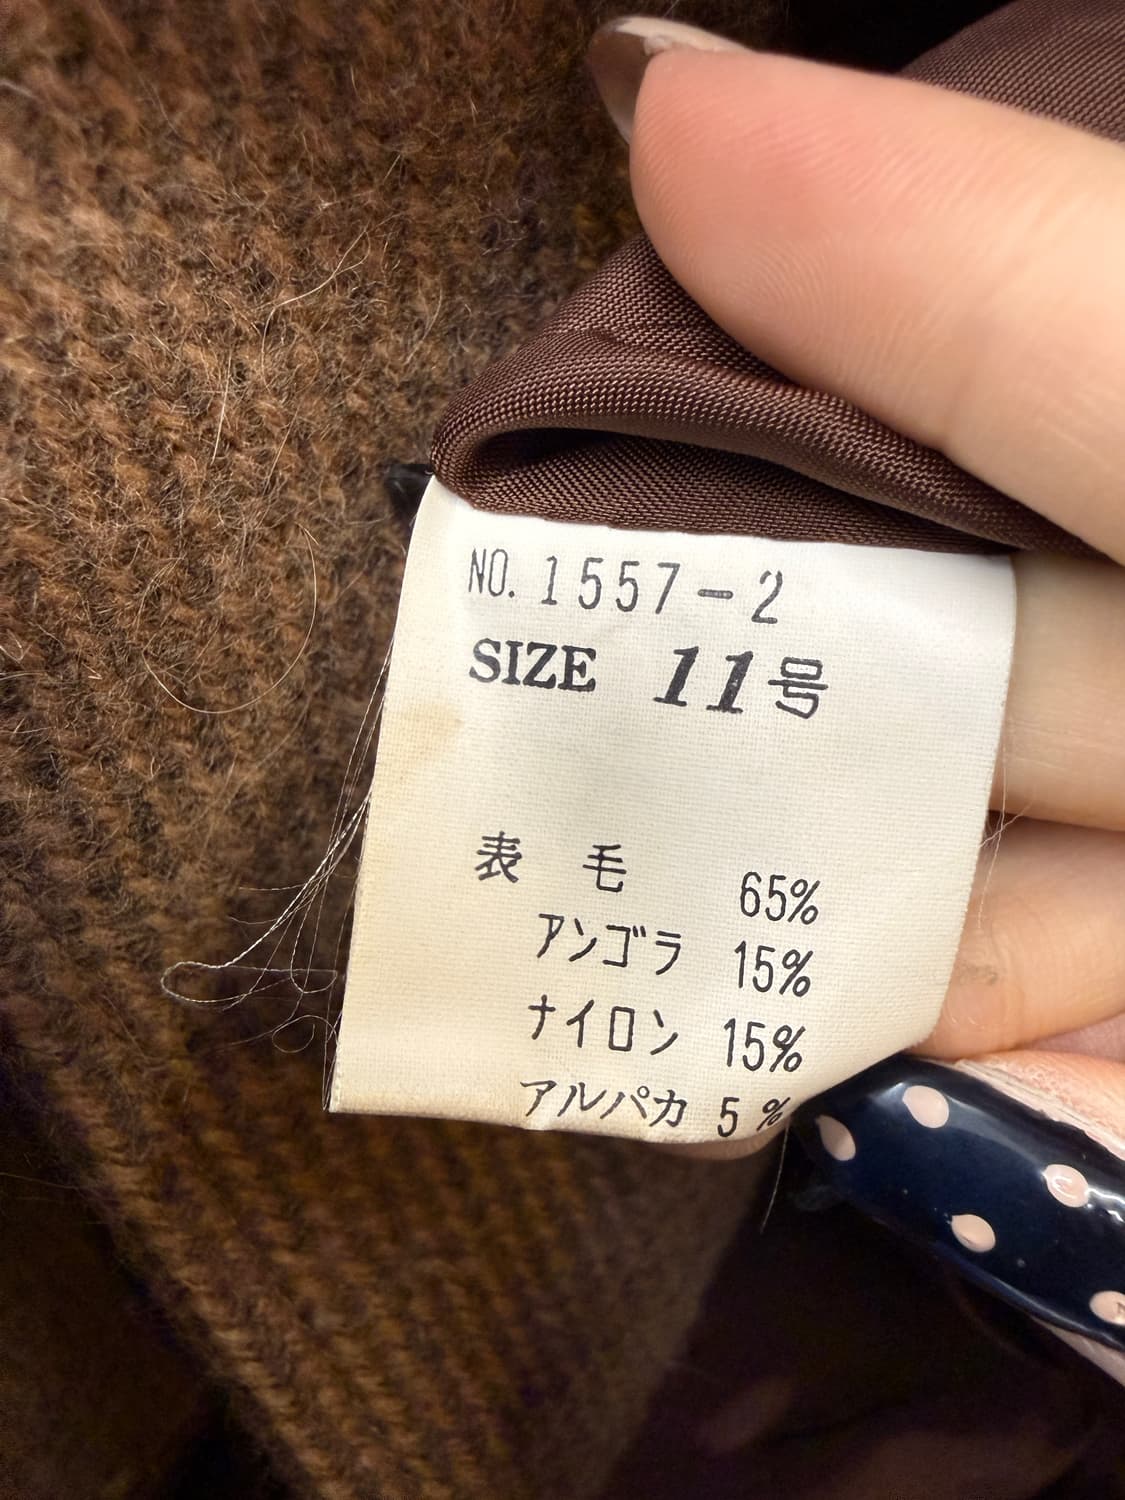 NO. 1557-2
SIZE 11号
表 毛 65%
アンゴラ 15%
ナイロン 15%
アルパカ 5%